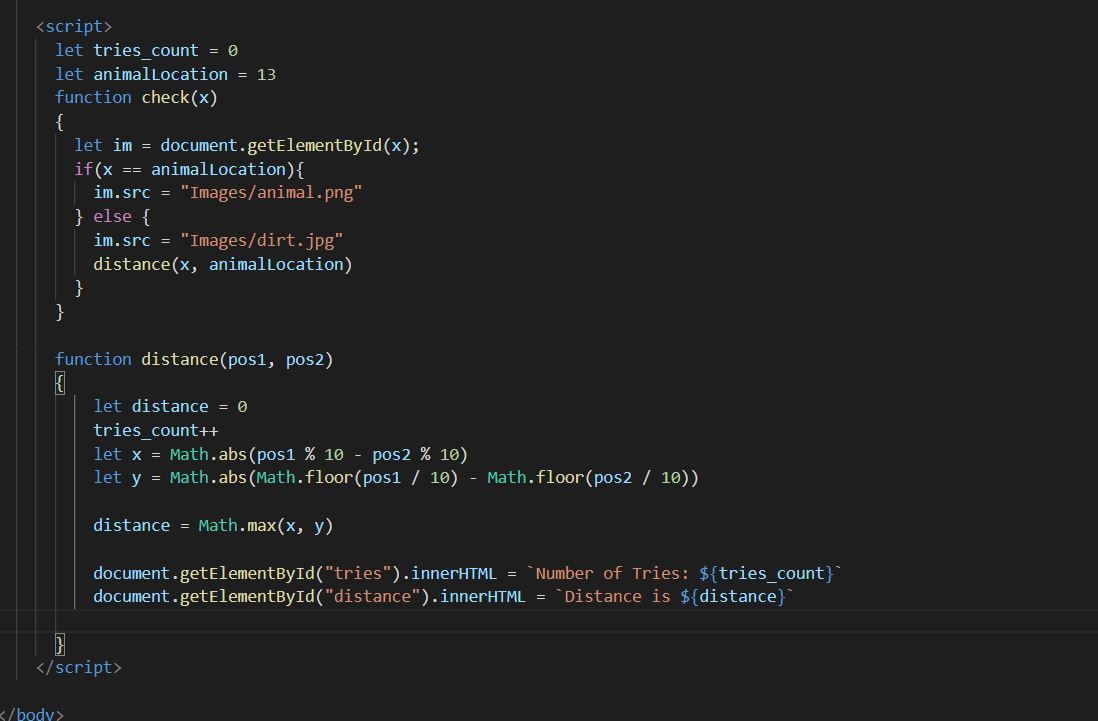 <script>
let tries_count = 0
let animalLocation = 13
function check(x)
{
let im = document.getElementById(x);
if(x == animalLocation){
im.src = "Images/animal.png"
} else {
im.src = "Images/dirt.jpg"
distance(x, animalLocation)
}
}
function distance(pos1, pos2)
{
let distance = 0
tries_count++
let x = Math.abs(pos1 % 10 - pos2 % 10)
let y = Math.abs(Math.floor(pos1 / 10) - Math.floor(pos2 / 10))
distance = Math.max(x, y)
document.getElementById("tries").innerHTML = `Number of Tries: ${tries_count}`
document.getElementById("distance").innerHTML = `Distance is ${distance}`
}
</script>
</body>